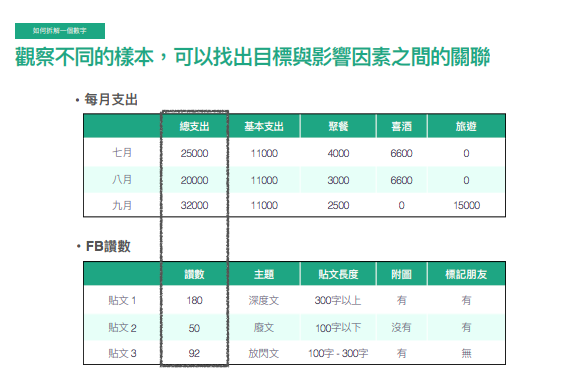 如何拆解一個數字
觀察不同的樣本，可以找出目標與影響因素之間的關聯
• 每月支出
總支出 基本支出 聚餐 喜酒 旅遊
七月 25000 11000 4000 6600 0
八月 20000 11000 3000 6600 0
九月 32000 11000 2500 0 15000
• FB讚數
讚數 主題 貼文長度 附圖 標記朋友
貼文 1 180 深度文 300字以上 有 有
貼文 2 50 廢文 100字以下 沒有 有
貼文 3 92 放閃文 100字 - 300字 有 無